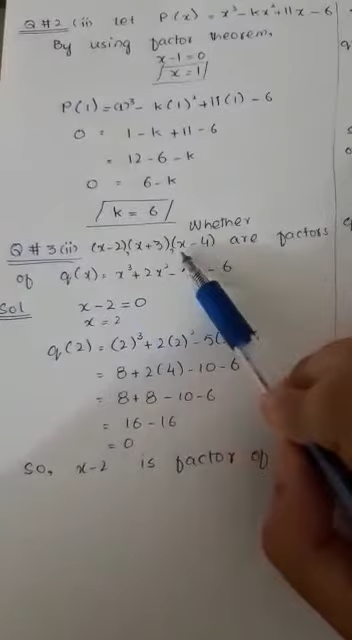 Q#2 (ii) let P(x) = x³ - kx² + 11x - 6
By using factor theorem,
x-1=0
x=1
P(1) = (1)³ - k(1)² + 11(1) - 6
0 = 1 - k + 11 - 6
= 12 - 6 - k
0 = 6 - k
k = 6
Whether
Q#3 (ii) (x-2), (x+3), (x-4) are factors
of q(x) = x³ + 2x² - - 6
Sol x-2=0
x=2
q(2) = (2)³ + 2(2)² - 5(
= 8 + 2(4) - 10 - 6
= 8 + 8 - 10 - 6
= 16 - 16
= 0
So, x-2 is factor of